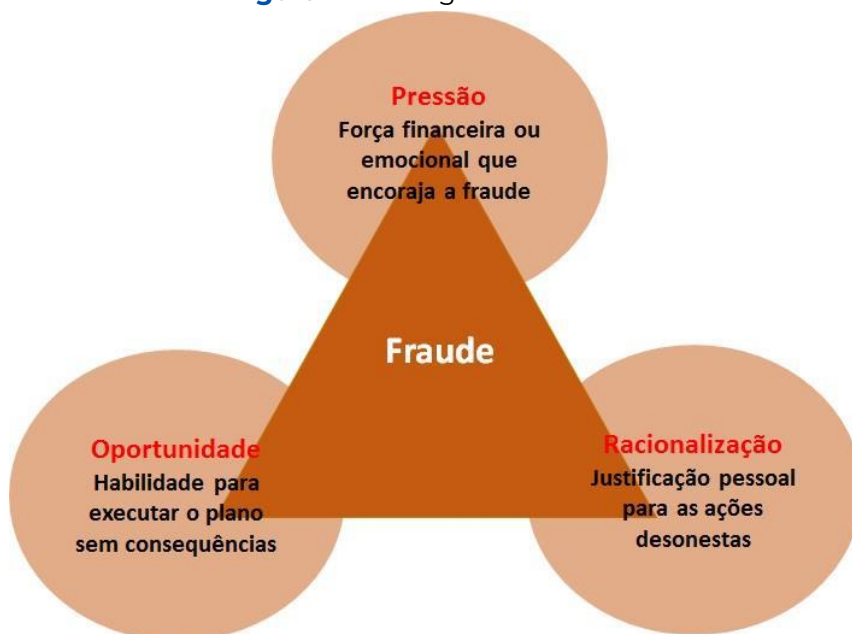 Pressão
Força financeira ou
emocional que
encoraja a fraude
Fraude
Oportunidade
Habilidade para
executar o plano
sem consequências
Racionalização
Justificação pessoal
para as ações
desonestas